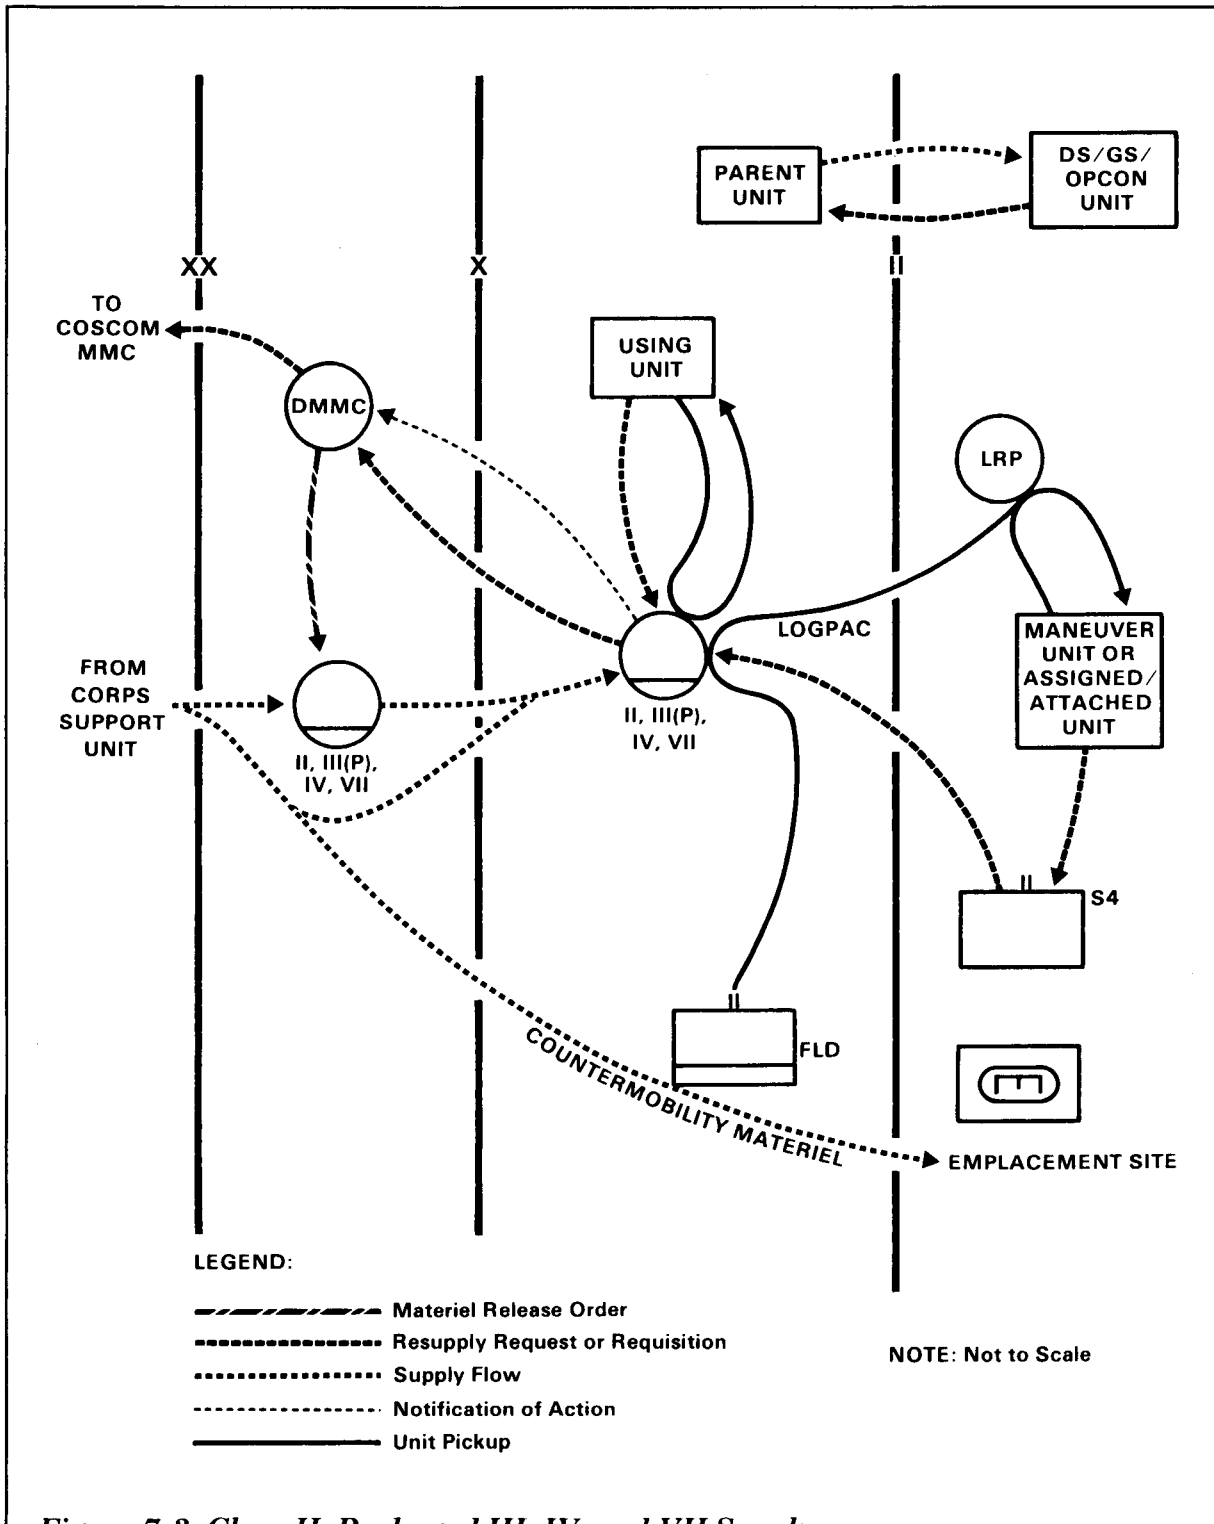 PARENT
UNIT
DS/GS/
OPCON
UNIT
XX
X
II
TO
COSCOM
MMC
USING
UNIT
DMMC
LRP
LOGPAC
MANEUVER
UNIT OR
ASSIGNED/
ATTACHED
UNIT
FROM
CORPS
SUPPORT
UNIT
II, III(P),
IV, VII
II, III(P),
IV, VII
II
S4
II
FLD
COUNTERMOBILITY MATERIEL
EMPLACEMENT SITE
LEGEND:
Materiel Release Order
Resupply Request or Requisition
Supply Flow
Notification of Action
Unit Pickup
NOTE: Not to Scale